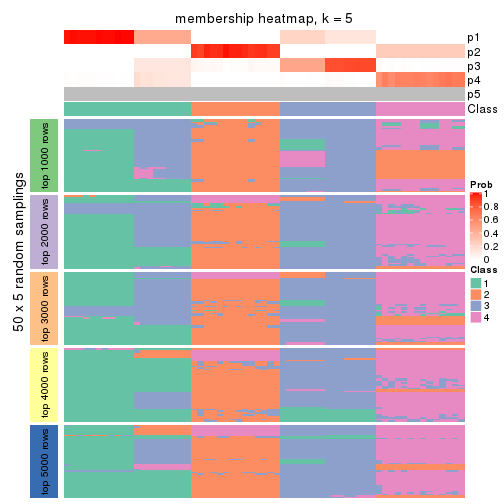 membership heatmap, k = 5
p1
p2
p3
p4
p5
Class
50 x 5 random samplings
top 1000 rows
top 2000 rows
top 3000 rows
top 4000 rows
top 5000 rows
Prob
1
0.8
0.6
0.4
0.2
0
Class
1
2
3
4